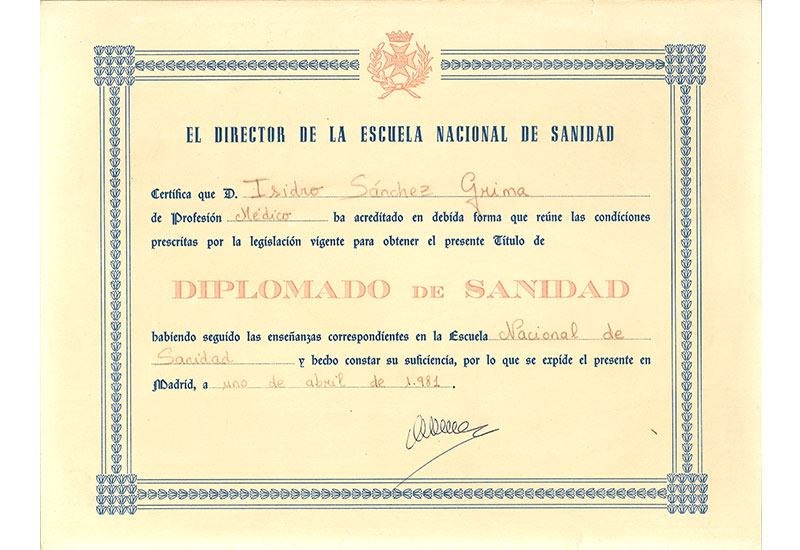 EL DIRECTOR DE LA ESCUELA NACIONAL DE SANIDAD
Certifica que D. Isidro Sánchez Grima
de Profesión Médico ha acreditado en debida forma que reúne las condiciones
prescritas por la legislación vigente para obtener el presente Título de
DIPLOMADO DE SANIDAD
habiendo seguido las enseñanzas correspondientes en la Escuela Nacional de
Sanidad y hecho constar su suficiencia, por lo que se expide el presente en
Madrid, a uno de abril de 1.981.